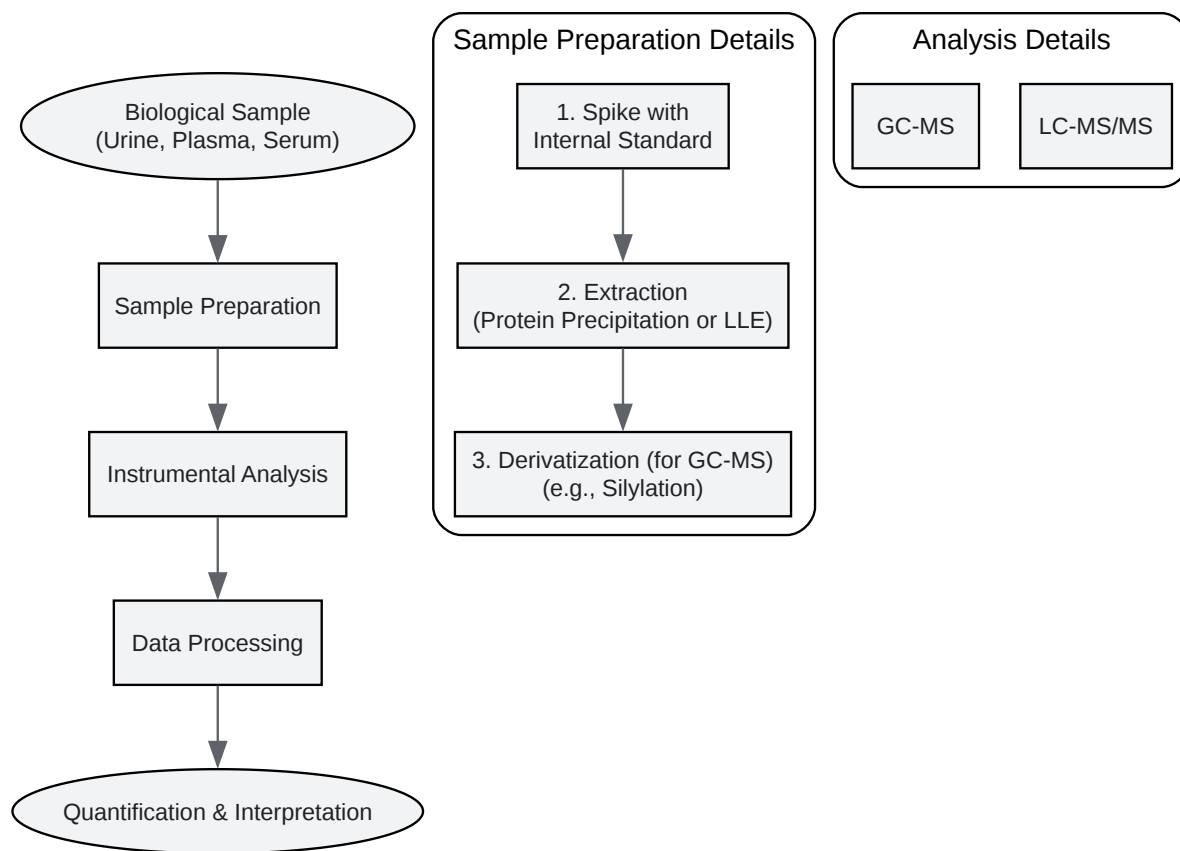 Biological Sample
(Urine, Plasma, Serum)
Sample Preparation
Instrumental Analysis
Data Processing
Quantification & Interpretation
Sample Preparation Details
1. Spike with
Internal Standard
2. Extraction
(Protein Precipitation or LLE)
3. Derivatization (for GC-MS)
(e.g., Silylation)
Analysis Details
GC-MS
LC-MS/MS